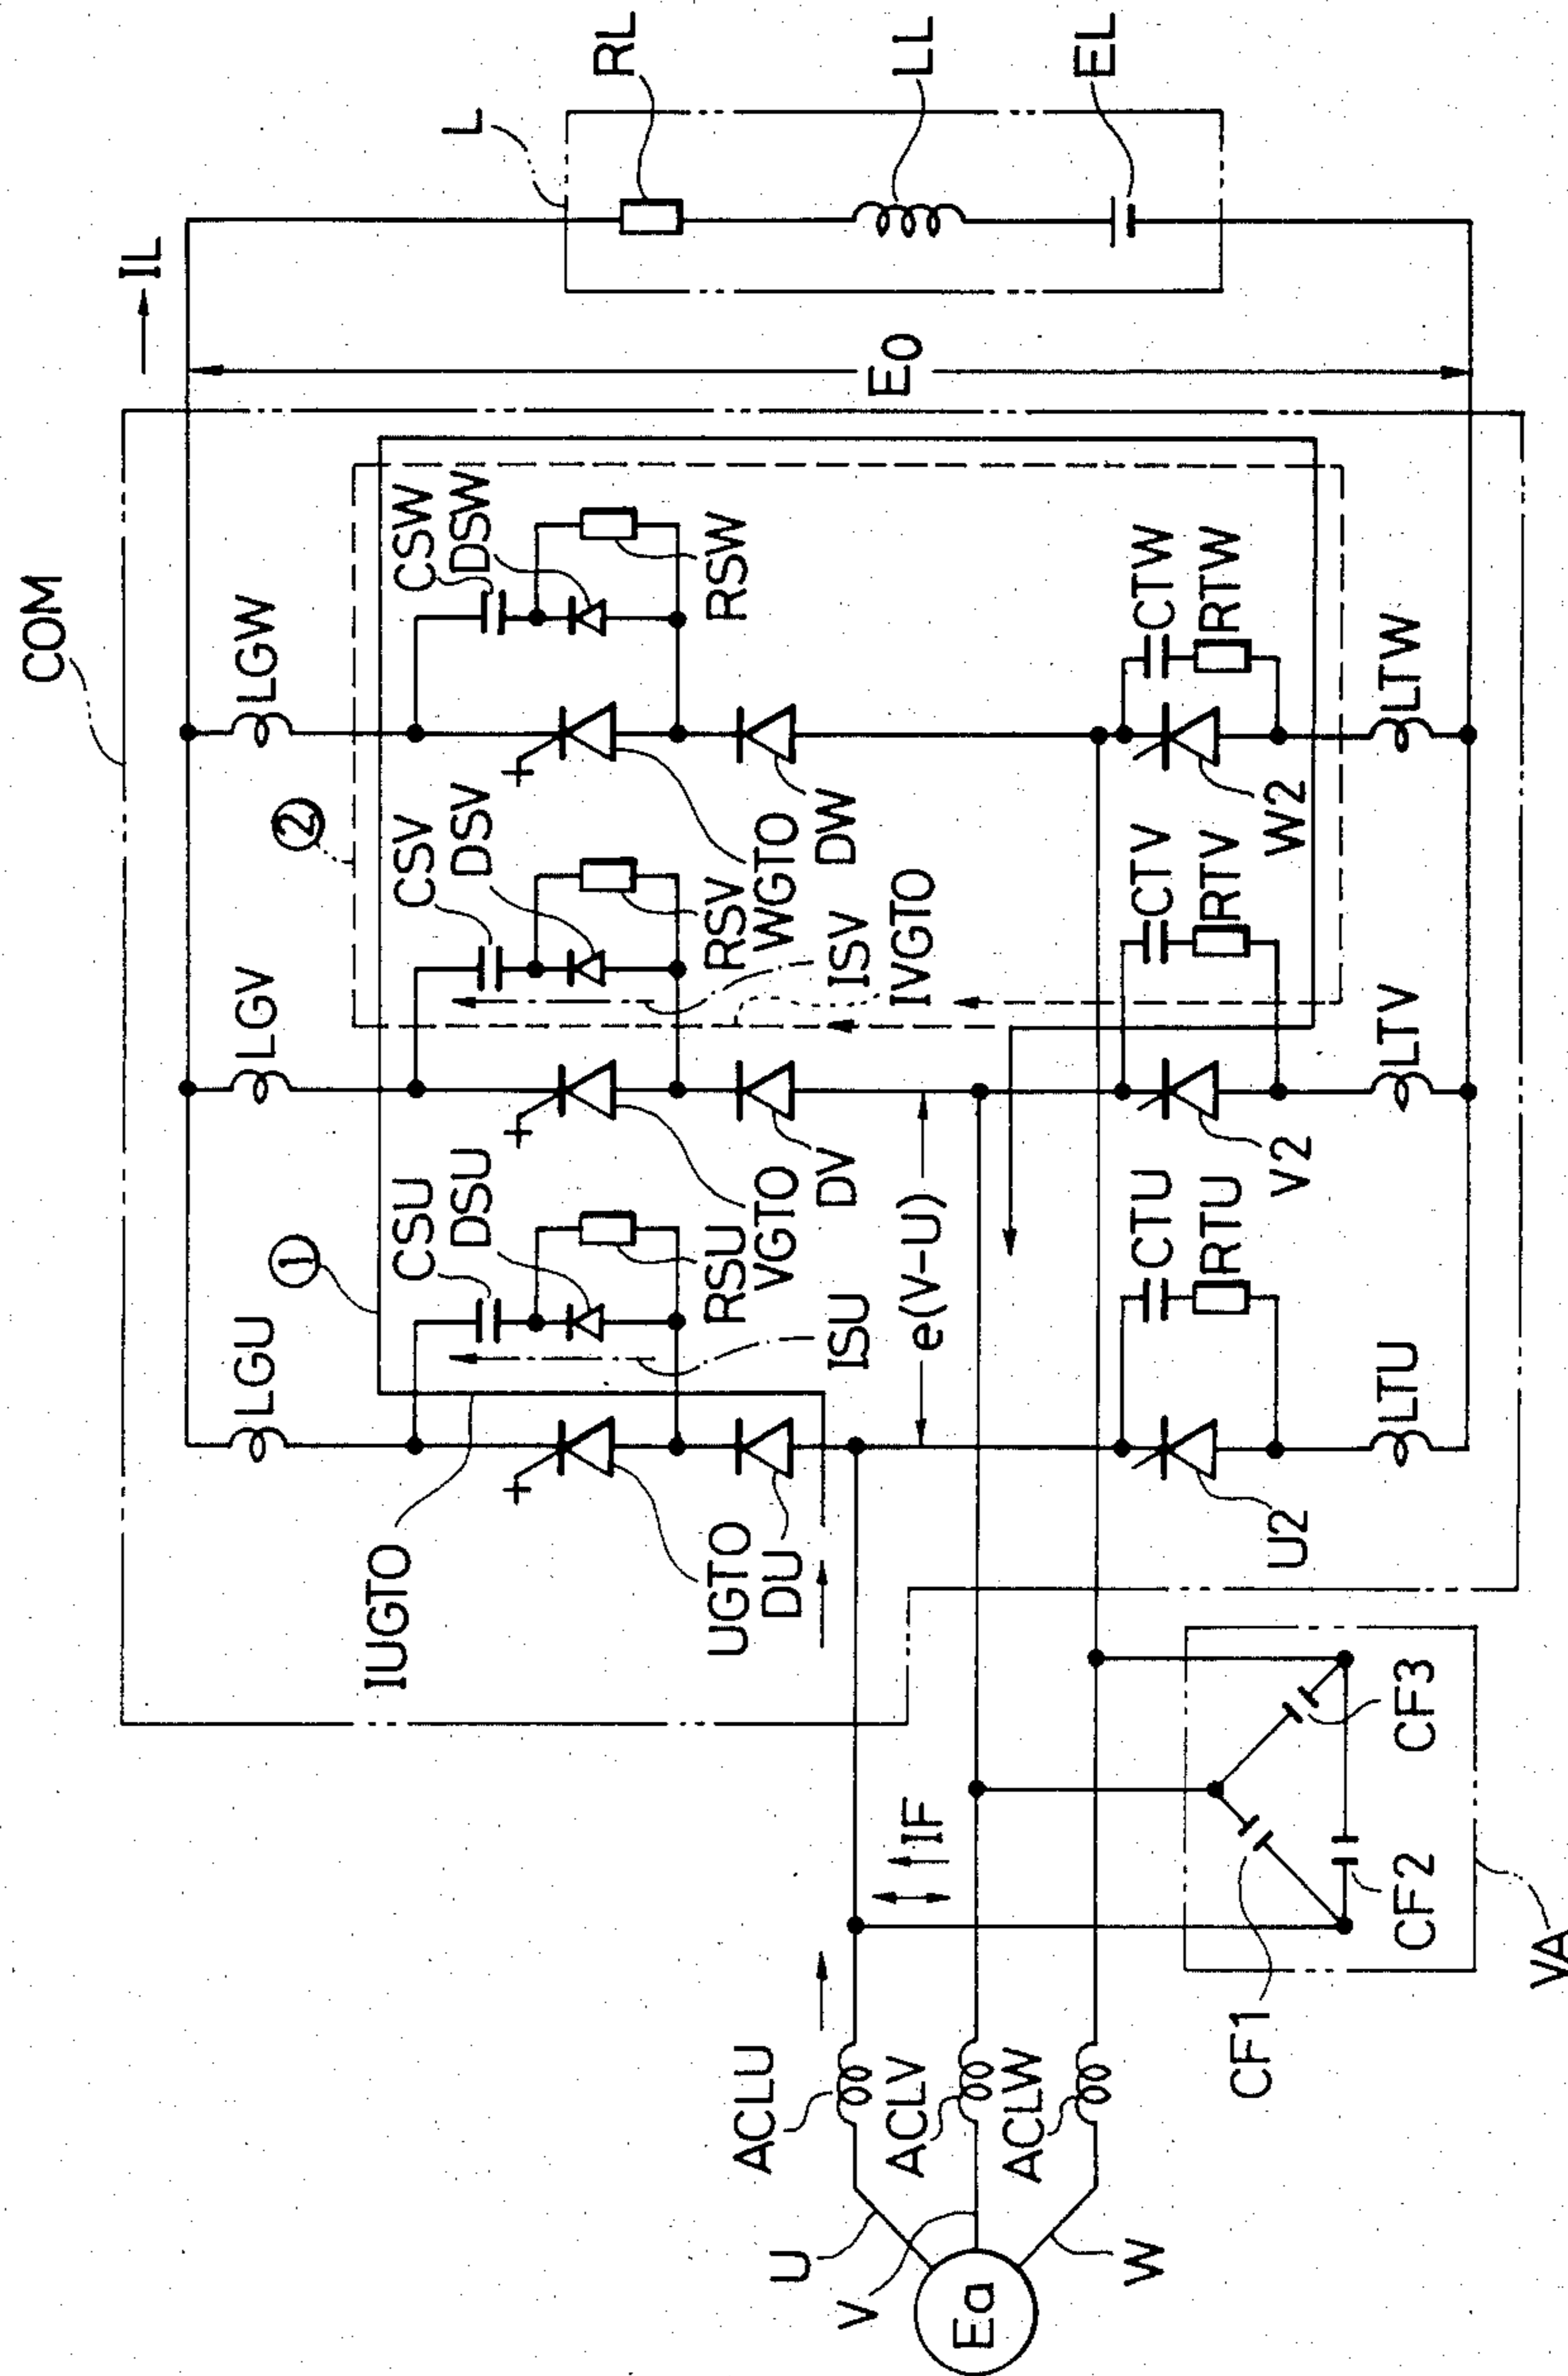 COM
IL
L
RL
LL
EL
E0
LGU
LGV
LGW
①
②
CSU
DSU
CSV
DSV
CSW
DSW
RSU
VGTO
RSV
WGTO
RSW
IUGTO
UGTO
DU
DV
DW
ISU
ISV
IVGTO
e(V-U)
CTU
RTU
CTV
RTV
CTW
RTW
U2
V2
W2
LTU
LTV
LTW
ACLU
ACLV
ACLW
IF
U
V
W
Ea
CF1
CF2
CF3
VA